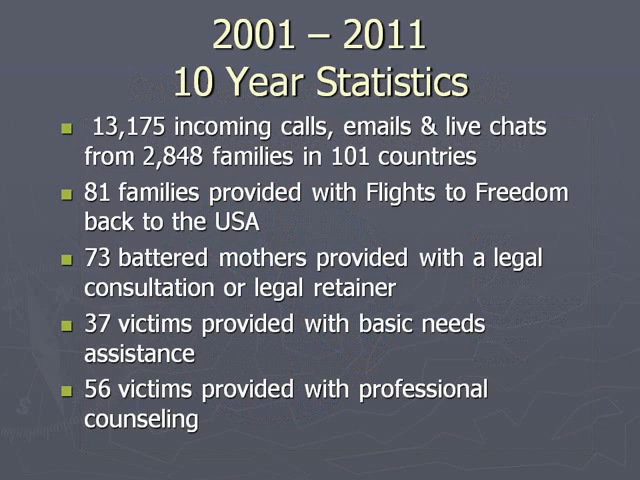 2001 – 2011
10 Year Statistics
13,175 incoming calls, emails & live chats
from 2,848 families in 101 countries
81 families provided with Flights to Freedom
back to the USA
73 battered mothers provided with a legal
consultation or legal retainer
37 victims provided with basic needs
assistance
56 victims provided with professional
counseling